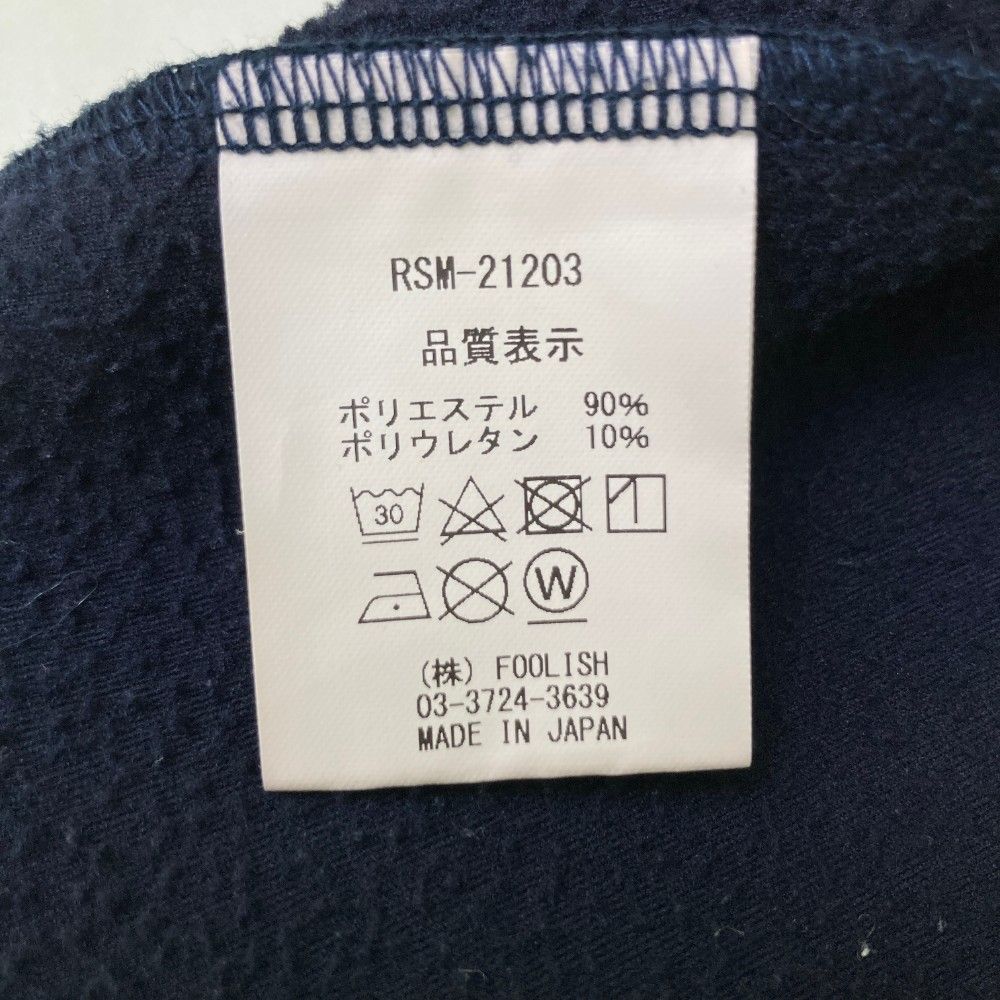 RSM-21203
品質表示
ポリエステル 90%
ポリウレタン 10%
30
W
(株) FOOLISH
03-3724-3639
MADE IN JAPAN